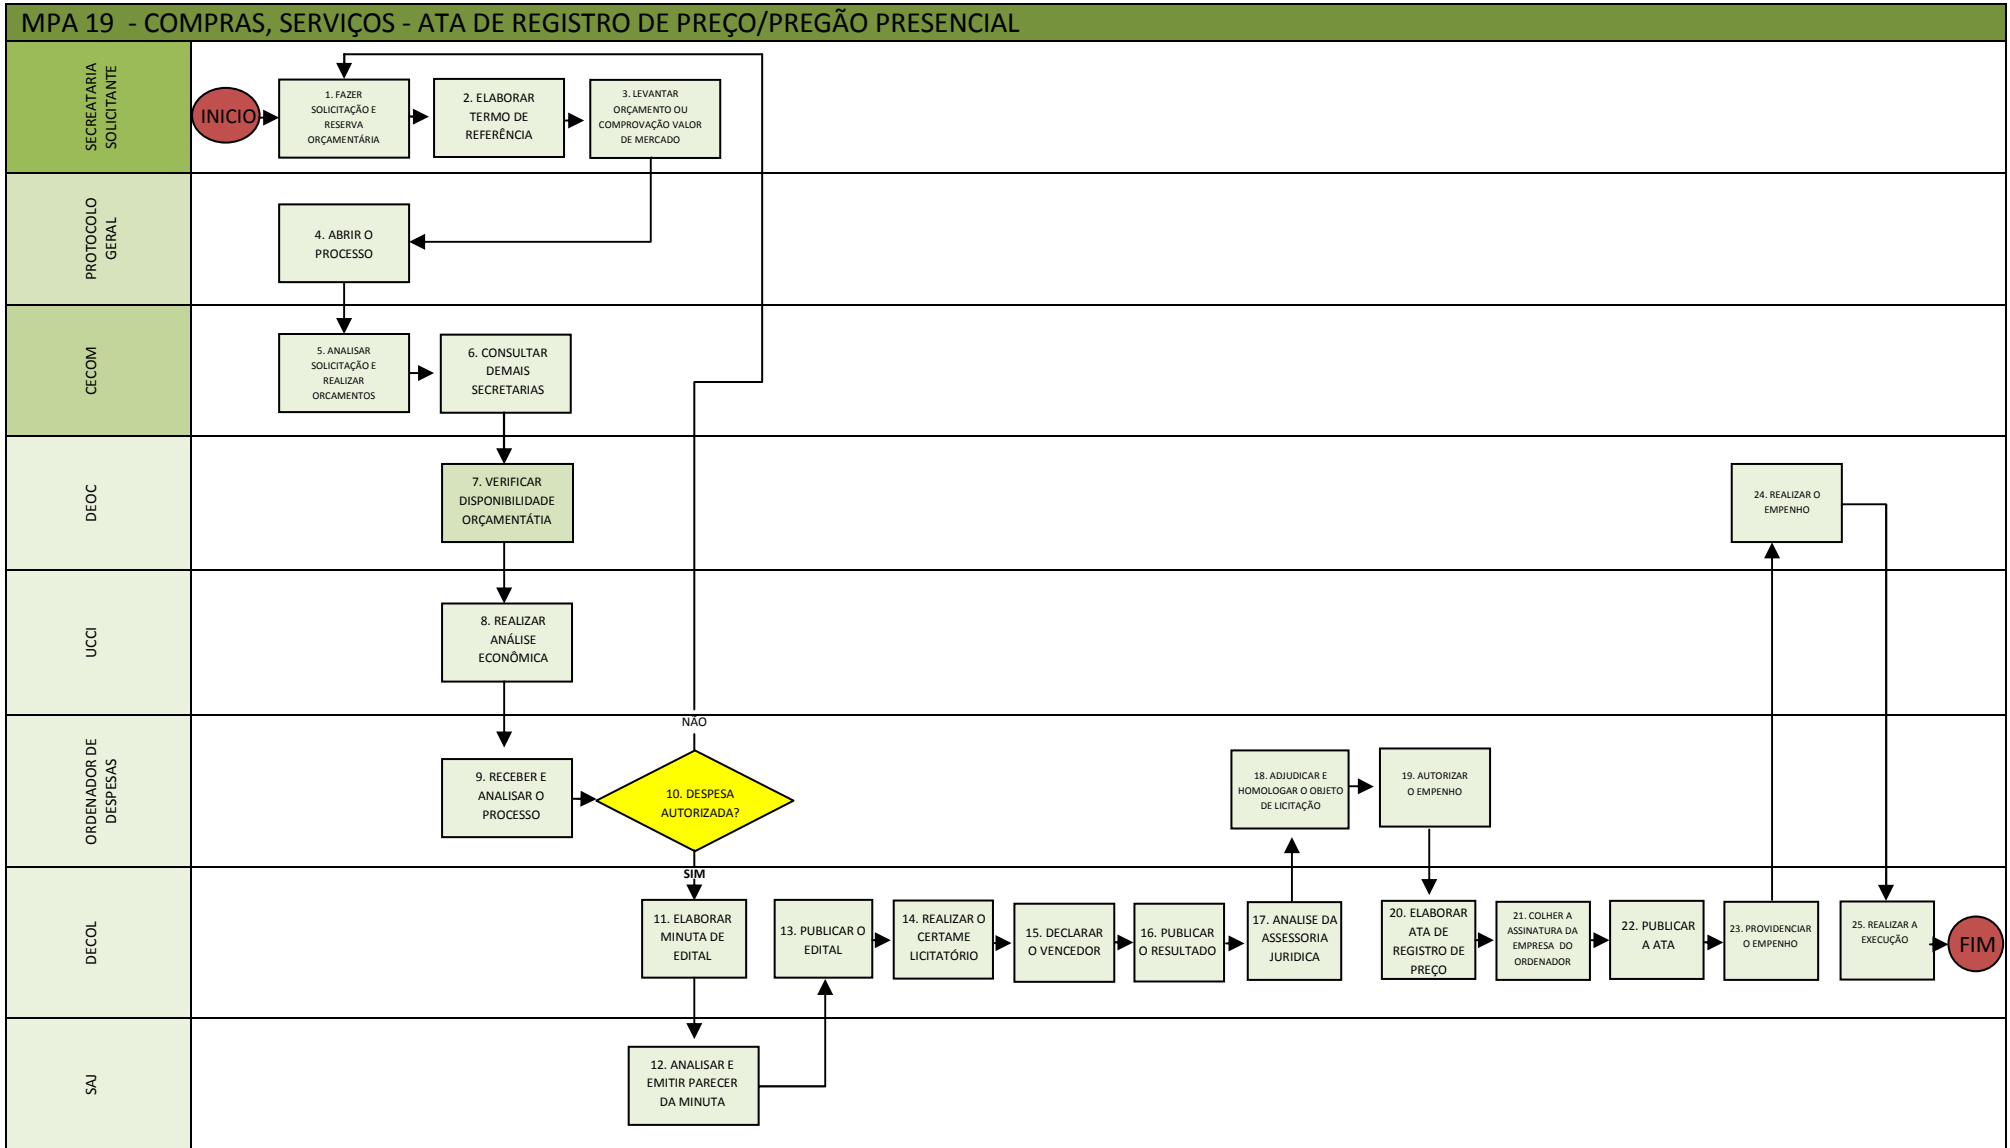 MPA 19 - COMPRAS, SERVIÇOS - ATA DE REGISTRO DE PREÇO/PREGÃO PRESENCIAL
SECREATARIA
SOLICITANTE
INICIO
1. FAZER
SOLICITAÇÃO E
RESERVA
ORÇAMENTÁRIA
2. ELABORAR
TERMO DE
REFERÊNCIA
3. LEVANTAR
ORÇAMENTO OU
COMPROVAÇÃO VALOR
DE MERCADO
PROTOCOLO
GERAL
4. ABRIR O
PROCESSO
CECOM
5. ANALISAR
SOLICITAÇÃO E
REALIZAR
ORCAMENTOS
6. CONSULTAR
DEMAIS
SECRETARIAS
DEOC
7. VERIFICAR
DISPONIBILIDADE
ORÇAMENTÁTIA
24. REALIZAR O
EMPENHO
UCCI
8. REALIZAR
ANÁLISE
ECONÔMICA
ORDENADOR DE
DESPESAS
9. RECEBER E
ANALISAR O
PROCESSO
NÃO
10. DESPESA
AUTORIZADA?
SIM
18. ADJUDICAR E
HOMOLOGAR O OBJETO
DE LICITAÇÃO
19. AUTORIZAR
O EMPENHO
DECOL
11. ELABORAR
MINUTA DE
EDITAL
13. PUBLICAR O
EDITAL
14. REALIZAR O
CERTAME
LICITATÓRIO
15. DECLARAR
O VENCEDOR
16. PUBLICAR
O RESULTADO
17. ANALISE DA
ASSESSORIA
JURIDICA
20. ELABORAR
ATA DE
REGISTRO DE
PREÇO
21. COLHER A
ASSINATURA DA
EMPRESA DO
ORDENADOR
22. PUBLICAR
A ATA
23. PROVIDENCIAR
O EMPENHO
25. REALIZAR A
EXECUÇÃO
FIM
SAJ
12. ANALISAR E
EMITIR PARECER
DA MINUTA